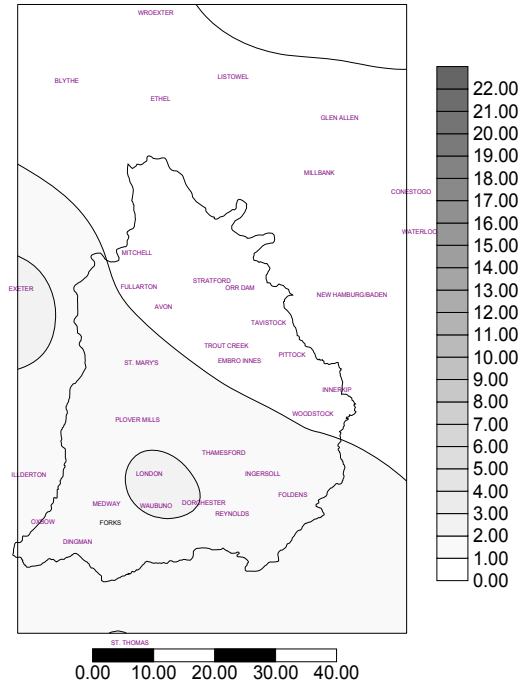 WROEXTER
LISTOWEL
BLYTHE
ETHEL
GLEN ALLEN
MILLBANK
CONESTOGO
WATERLOO
MITCHELL
STRATFORD
EXETER
FULLARTON
ORR DAM
NEW HAMBURG/BADEN
AVON
TAVISTOCK
TROUT CREEK
PITTOCK
ST. MARY'S
EMBRO INNES
INNERKIP
WOODSTOCK
PLOVER MILLS
THAMESFORD
ILLDERTON
LONDON
INGERSOLL
FOLDENS
MEDWAY
WAUBUNO
DORCHESTER
REYNOLDS
OXBOW
FORKS
DINGMAN
ST. THOMAS
0.00 10.00 20.00 30.00 40.00
22.00
21.00
20.00
19.00
18.00
17.00
16.00
15.00
14.00
13.00
12.00
11.00
10.00
9.00
8.00
7.00
6.00
5.00
4.00
3.00
2.00
1.00
0.00